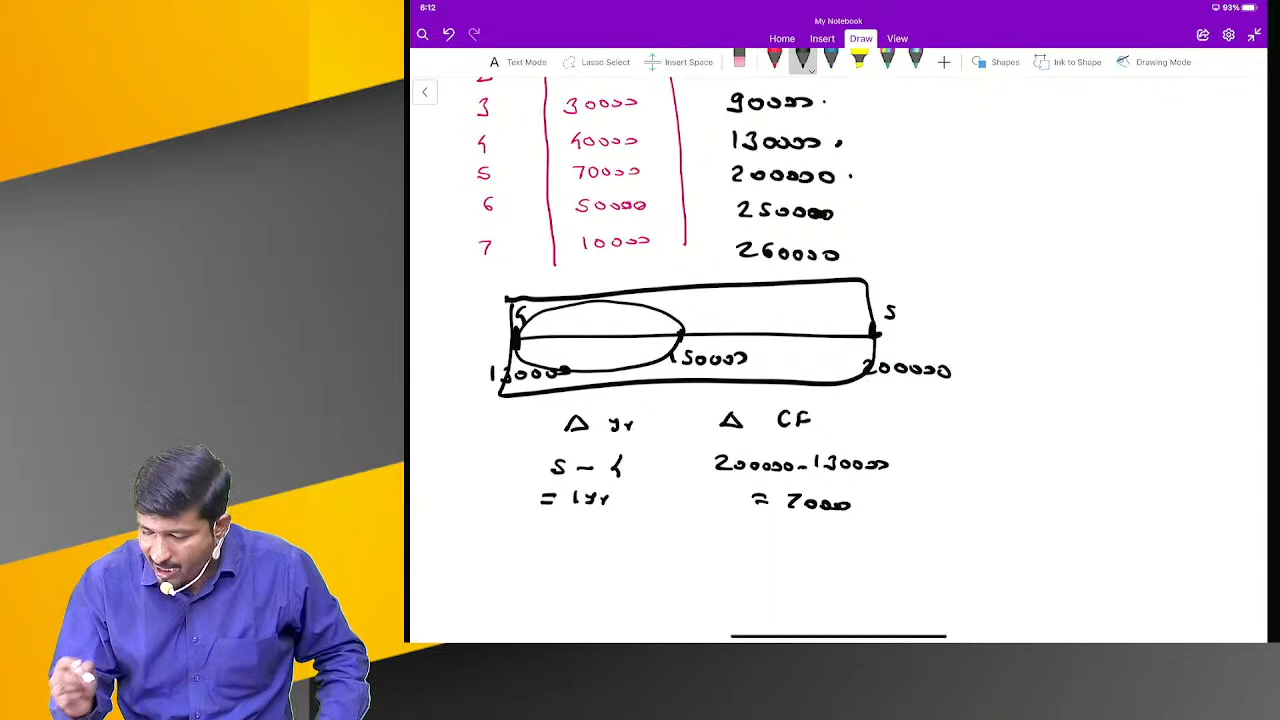 6:12 93%
My Notebook
Home Insert Draw View
A Text Mode Lasso Select Insert Space Shapes Ink to Shape Drawing Mode
3 30000 90000
4 40000 130000
5 70000 200000
6 50000 250000
7 10000 260000
4 5
130000 150000 200000
Δ yr Δ CF
5 - 4 200000-130000
= 1yr = 7000